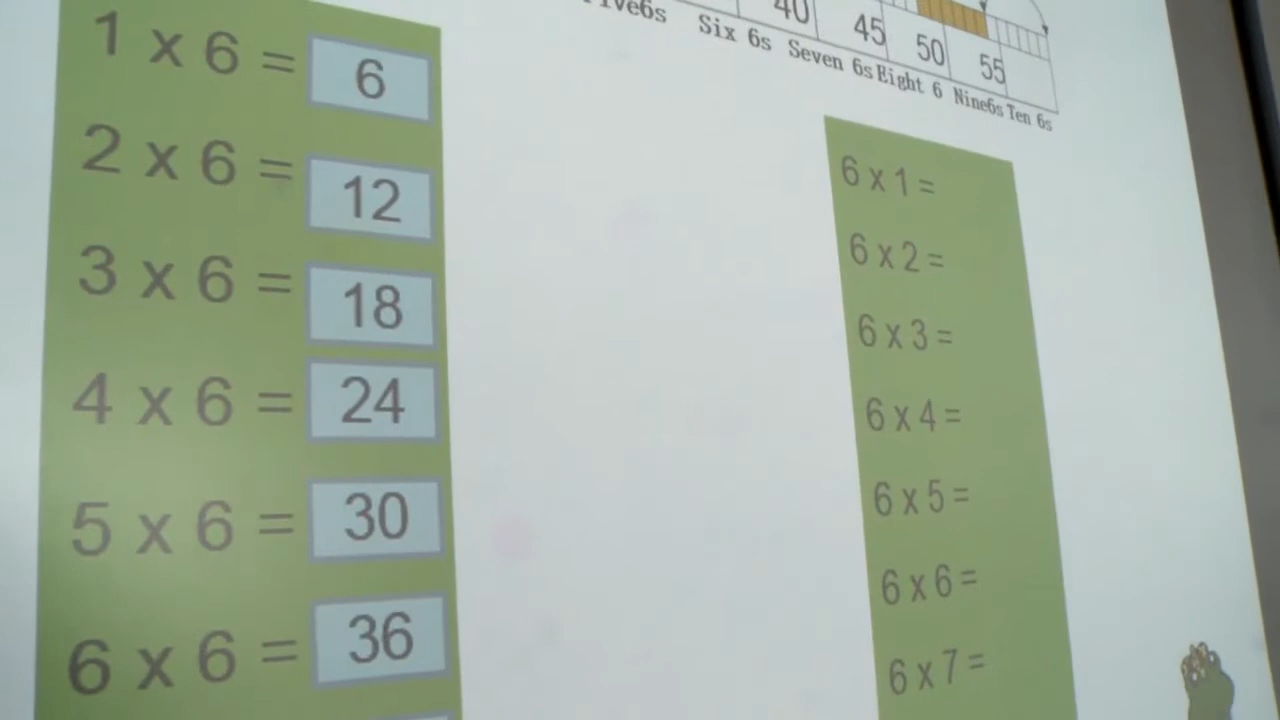 40 45 50 55
Five6s Six 6s Seven 6s Eight 6 Nine6s Ten 6s
1 x 6 = 6
2 x 6 = 12
3 x 6 = 18
4 x 6 = 24
5 x 6 = 30
6 x 6 = 36
6 x 1 =
6 x 2 =
6 x 3 =
6 x 4 =
6 x 5 =
6 x 6 =
6 x 7 =